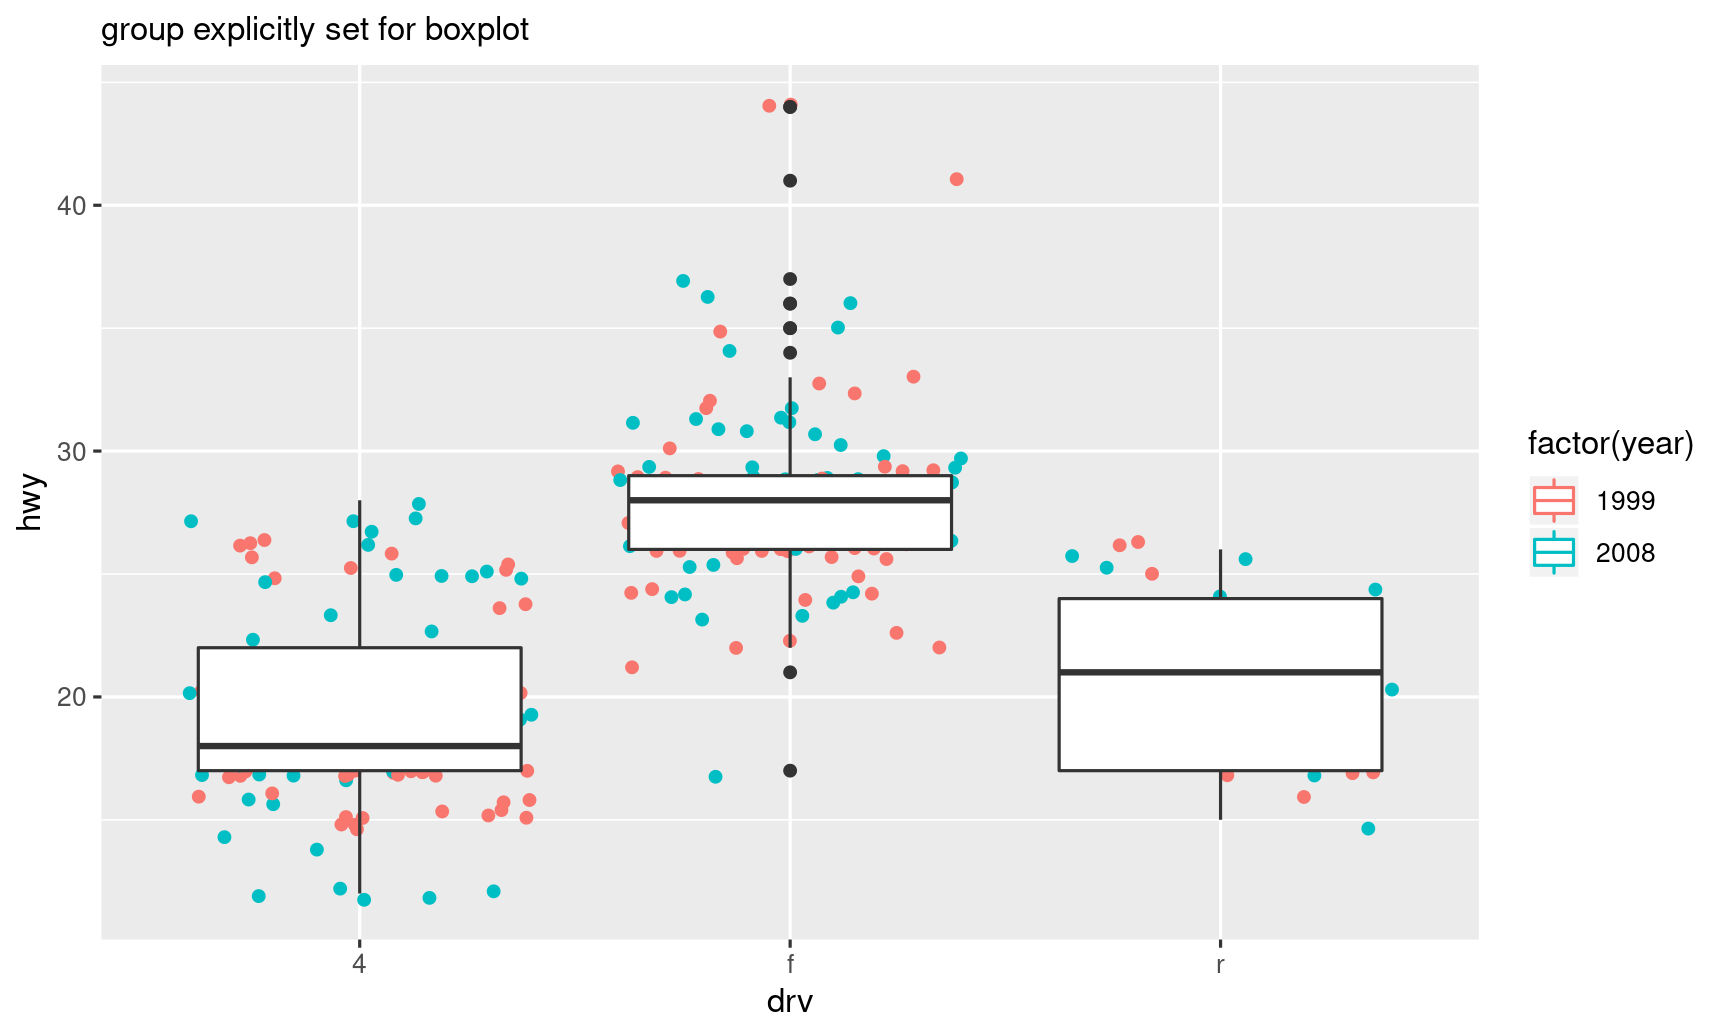 group explicitly set for boxplot
hwy
40
30
20
4
f
r
drv
factor(year)
1999
2008